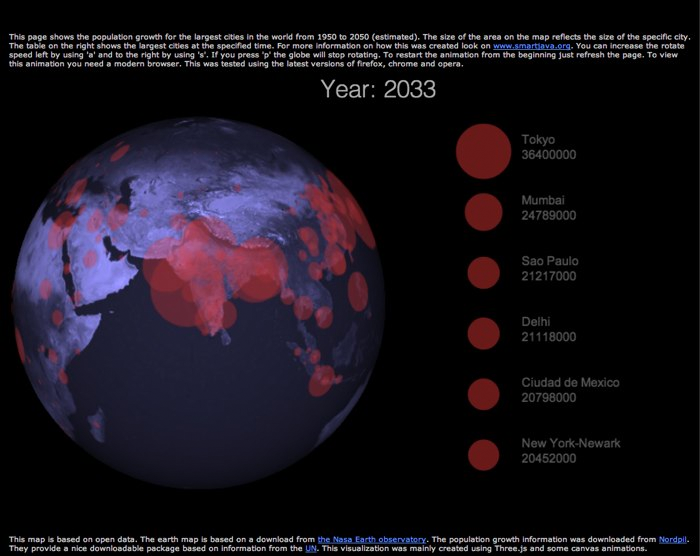 This page shows the population growth for the largest cities in the world from 1950 to 2050 (estimated). The size of the area on the map reflects the size of the specific city.
The table on the right shows the largest cities at the specified time. For more information on how this was created look on www.smartjava.org. You can increase the rotate
speed left by using 'a' and to the right by using 's'. If you press 'p' the globe will stop rotating. To restart the animation from the beginning just refresh the page. To view
this animation you need a modern browser. This was tested using the latest versions of firefox, chrome and opera.
Year: 2033
Tokyo
36400000
Mumbai
24789000
Sao Paulo
21217000
Delhi
21118000
Ciudad de Mexico
20798000
New York-Newark
20452000
This map is based on open data. The earth map is based on a download from the Nasa Earth observatory. The population growth information was downloaded from Nordpil.
They provide a nice downloadable package based on information from the UN. This visualization was mainly created using Three.js and some canvas animations.